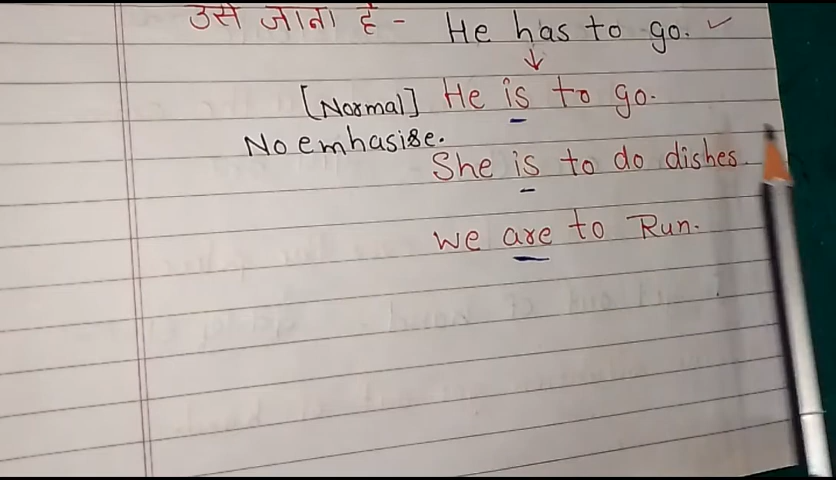 उसे जाना है - He has to go. ✓
↓
[Normal] He is to go.
No emhasise.
She is to do dishes.
we are to Run.